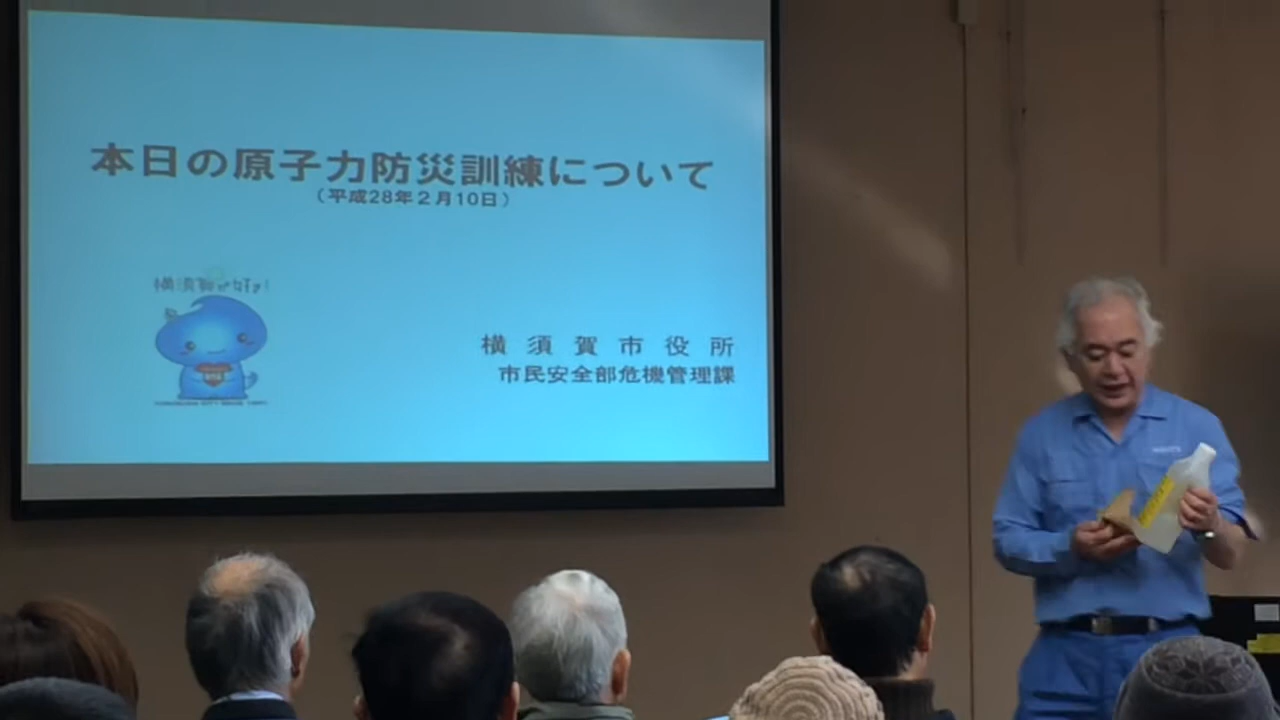 本日の原子力防災訓練について
（平成28年２月10日）
横須賀市役所
市民安全部危機管理課